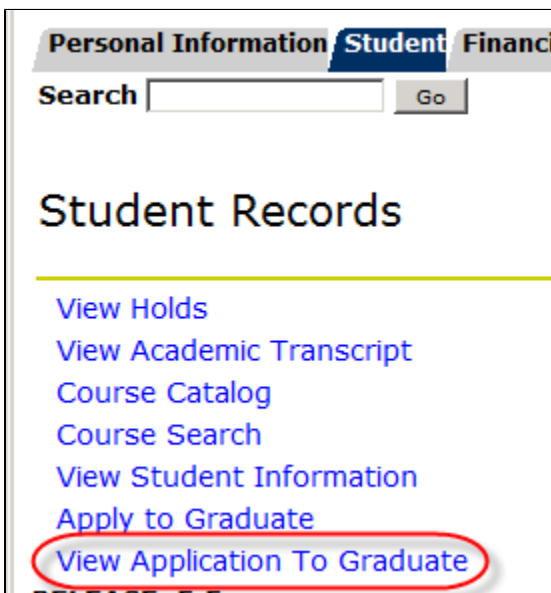 Personal Information Student Financi
Search Go
Student Records
View Holds
View Academic Transcript
Course Catalog
Course Search
View Student Information
Apply to Graduate
View Application To Graduate